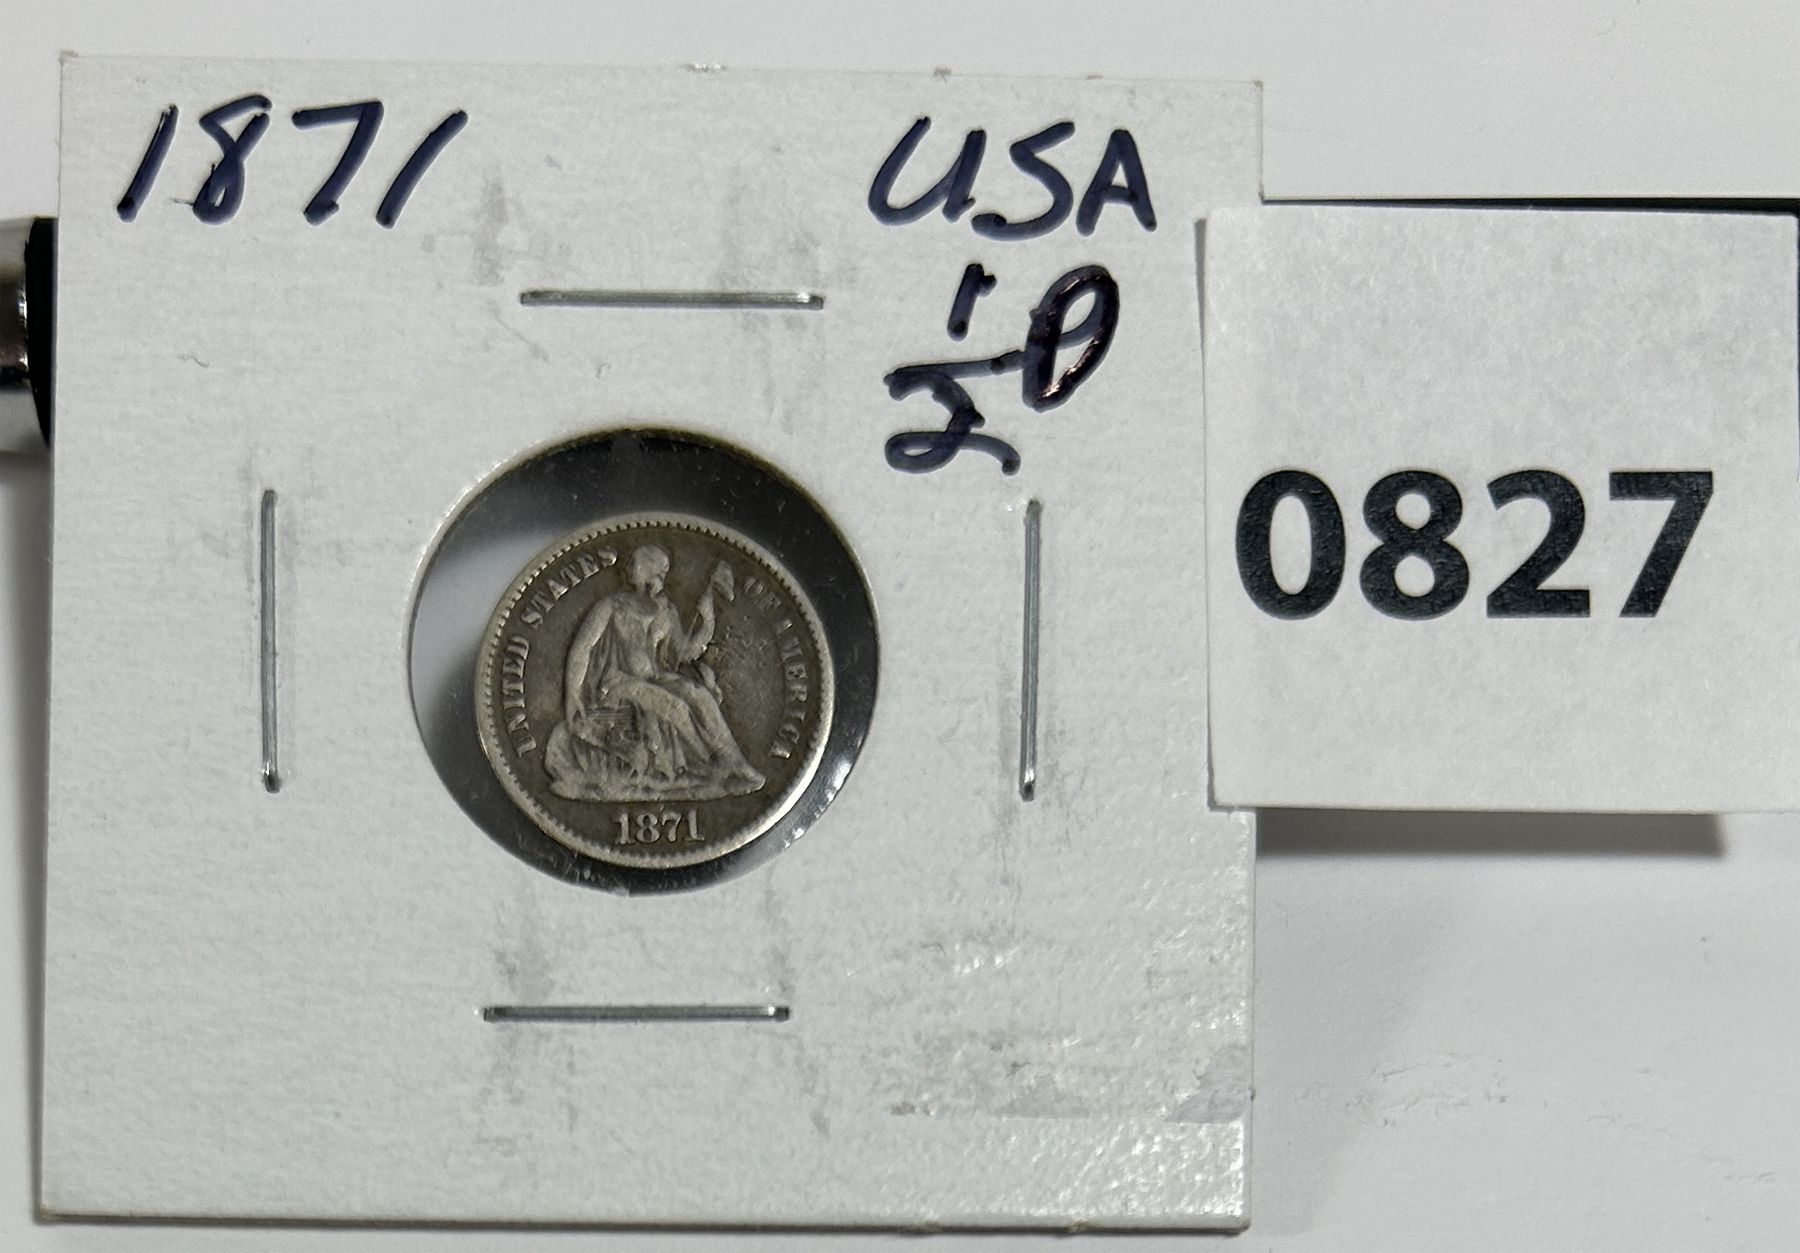 1871
USA
1/2 D
0827
UNITED STATES OF AMERICA
1871